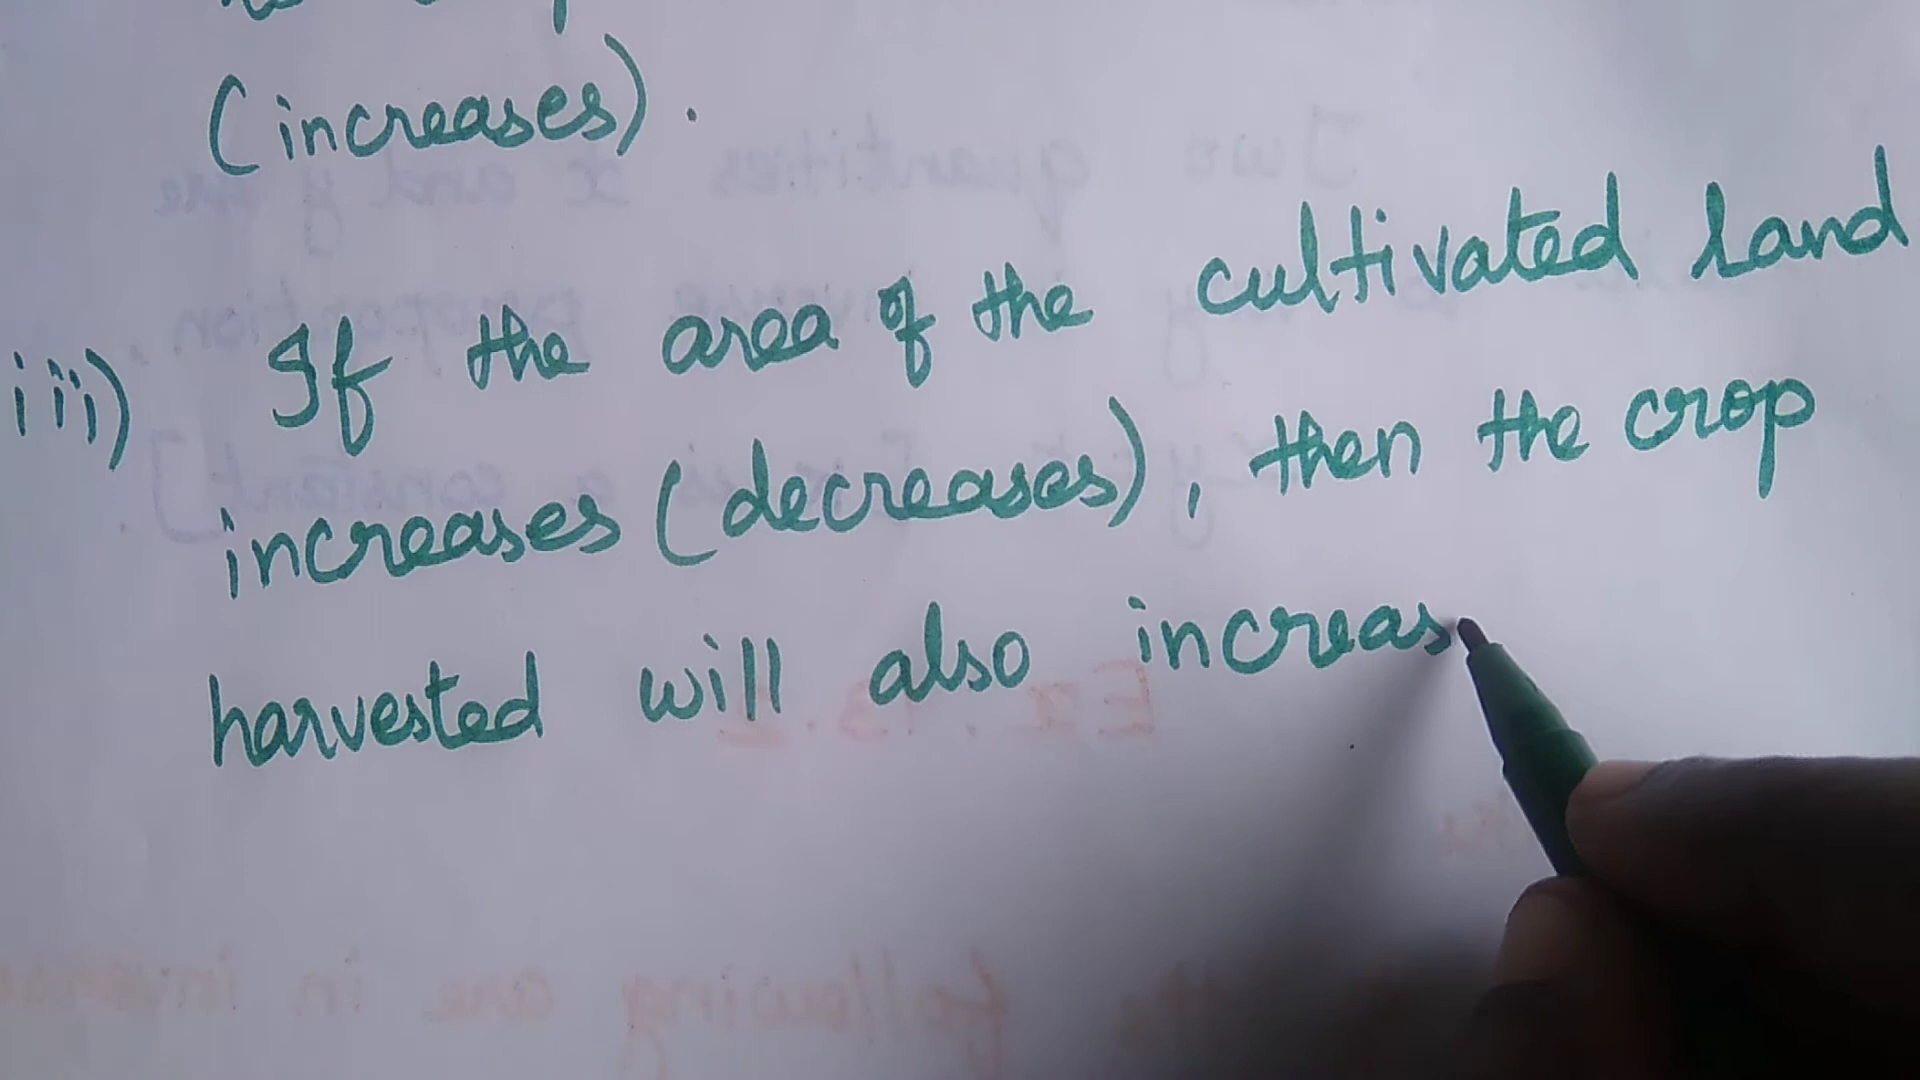 (increases).
iii) If the area of the cultivated land
increases (decreases), then the crop
harvested will also increas